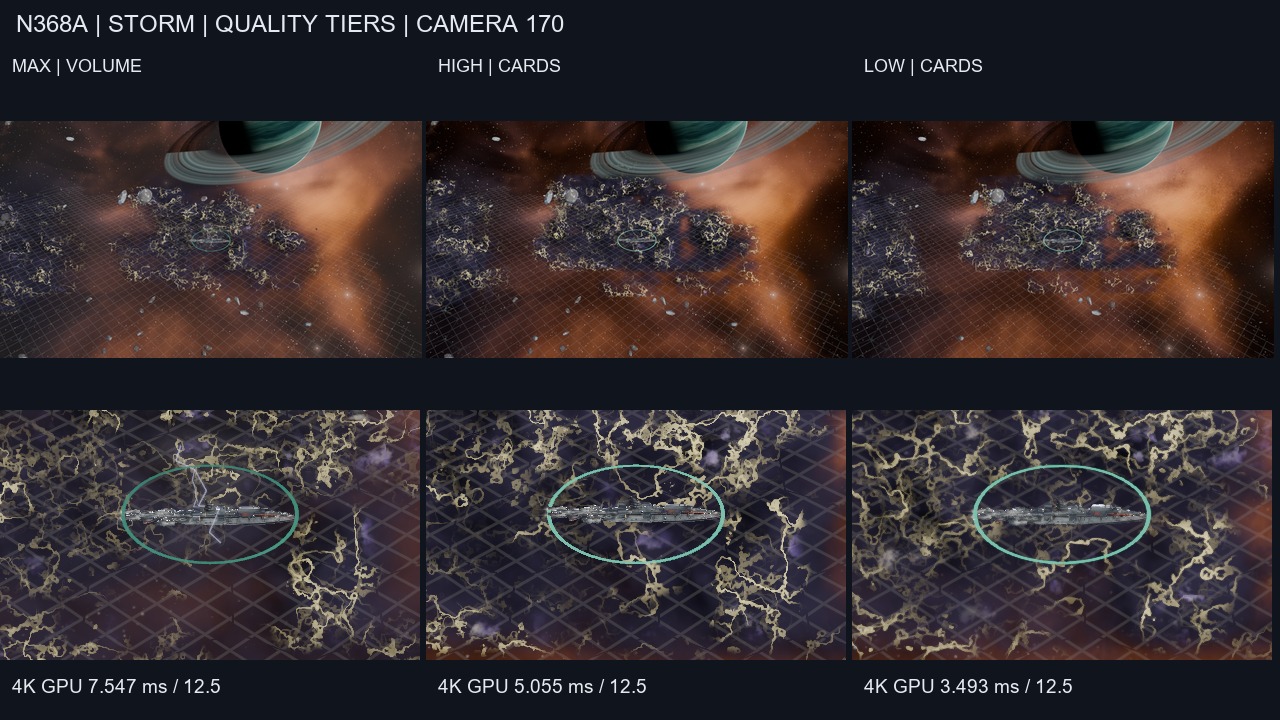 N368A | STORM | QUALITY TIERS | CAMERA 170
MAX | VOLUME
HIGH | CARDS
LOW | CARDS
4K GPU 7.547 ms / 12.5
4K GPU 5.055 ms / 12.5
4K GPU 3.493 ms / 12.5